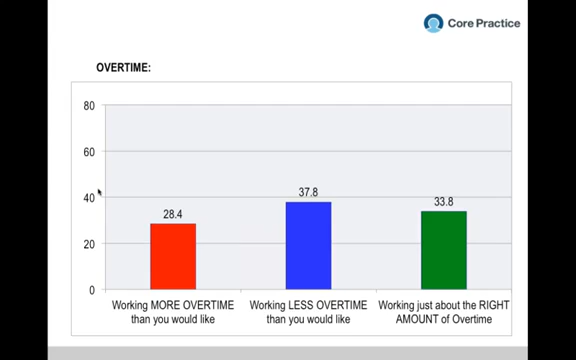 Core Practice
OVERTIME:
80
60
40
20
0
28.4
37.8
33.8
Working MORE OVERTIME
than you would like
Working LESS OVERTIME
than you would like
Working just about the RIGHT
AMOUNT of Overtime